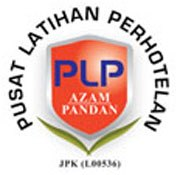 PUSAT LATIHAN PERHOTELAN
PLP
AZAM
PANDAN
JPK (L00536)